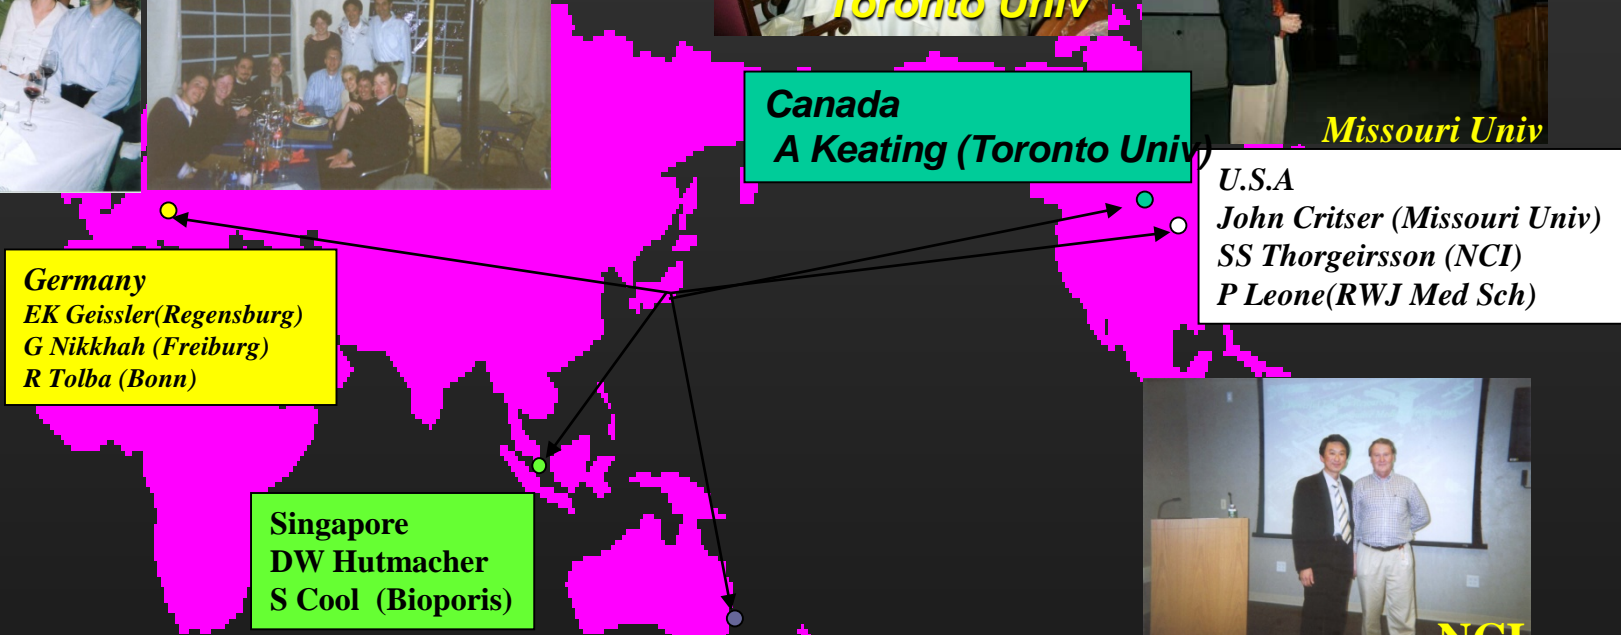 Toronto Univ
Canada
A Keating (Toronto Univ)
Missouri Univ
U.S.A
John Critser (Missouri Univ)
SS Thorgeirsson (NCI)
P Leone(RWJ Med Sch)
Germany
EK Geissler(Regensburg)
G Nikkhah (Freiburg)
R Tolba (Bonn)
Singapore
DW Hutmacher
S Cool (Bioporis)
NCI